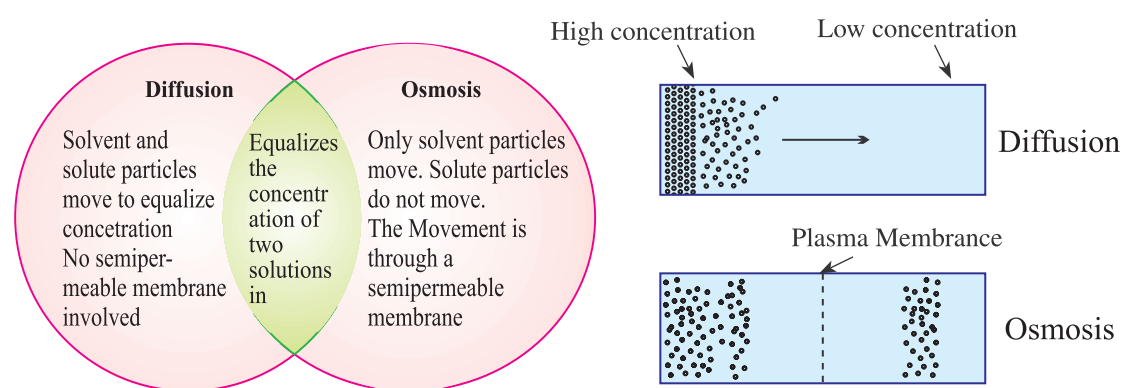 Diffusion
Solvent and
solute particles
move to equalize
concetration
No semiper-
meable membrane
involved
Equalizes
the
concentr
ation of
two
solutions
in
Osmosis
Only solvent particles
move. Solute particles
do not move.
The Movement is
through a
semipermeable
membrane
High concentration
Low concentration
Diffusion
Plasma Membrance
Osmosis